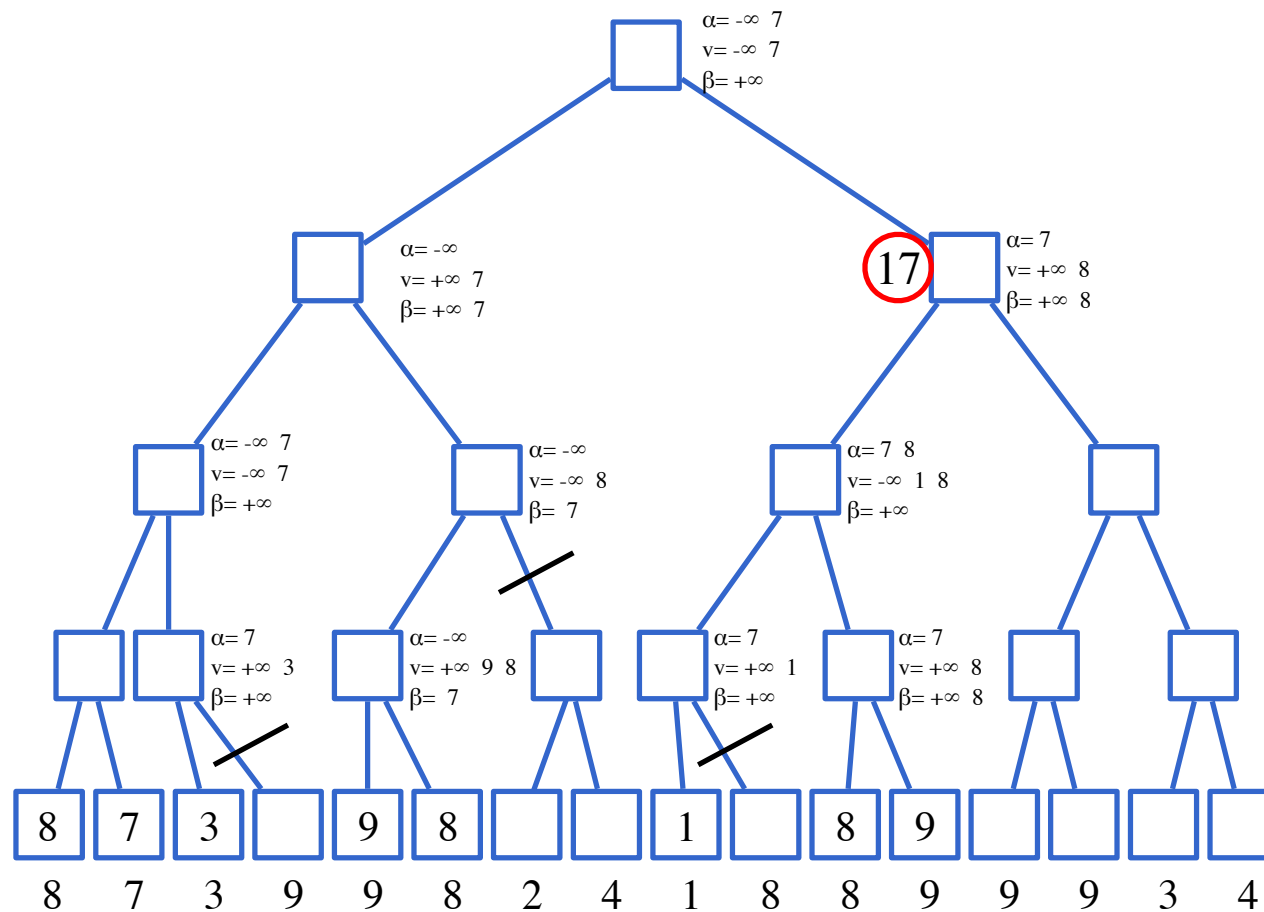 α= -∞ 7
v= -∞ 7
β= +∞
α= -∞
v= +∞ 7
β= +∞ 7
17
α= 7
v= +∞ 8
β= +∞ 8
α= -∞ 7
v= -∞ 7
β= +∞
α= -∞
v= -∞ 8
β= 7
α= 7 8
v= -∞ 1 8
β= +∞
α= 7
v= +∞ 3
β= +∞
α= -∞
v= +∞ 9 8
β= 7
α= 7
v= +∞ 1
β= +∞
α= 7
v= +∞ 8
β= +∞ 8
8 7 3 9 8 1 8 9
8 7 3 9 9 8 2 4 1 8 8 9 9 9 3 4